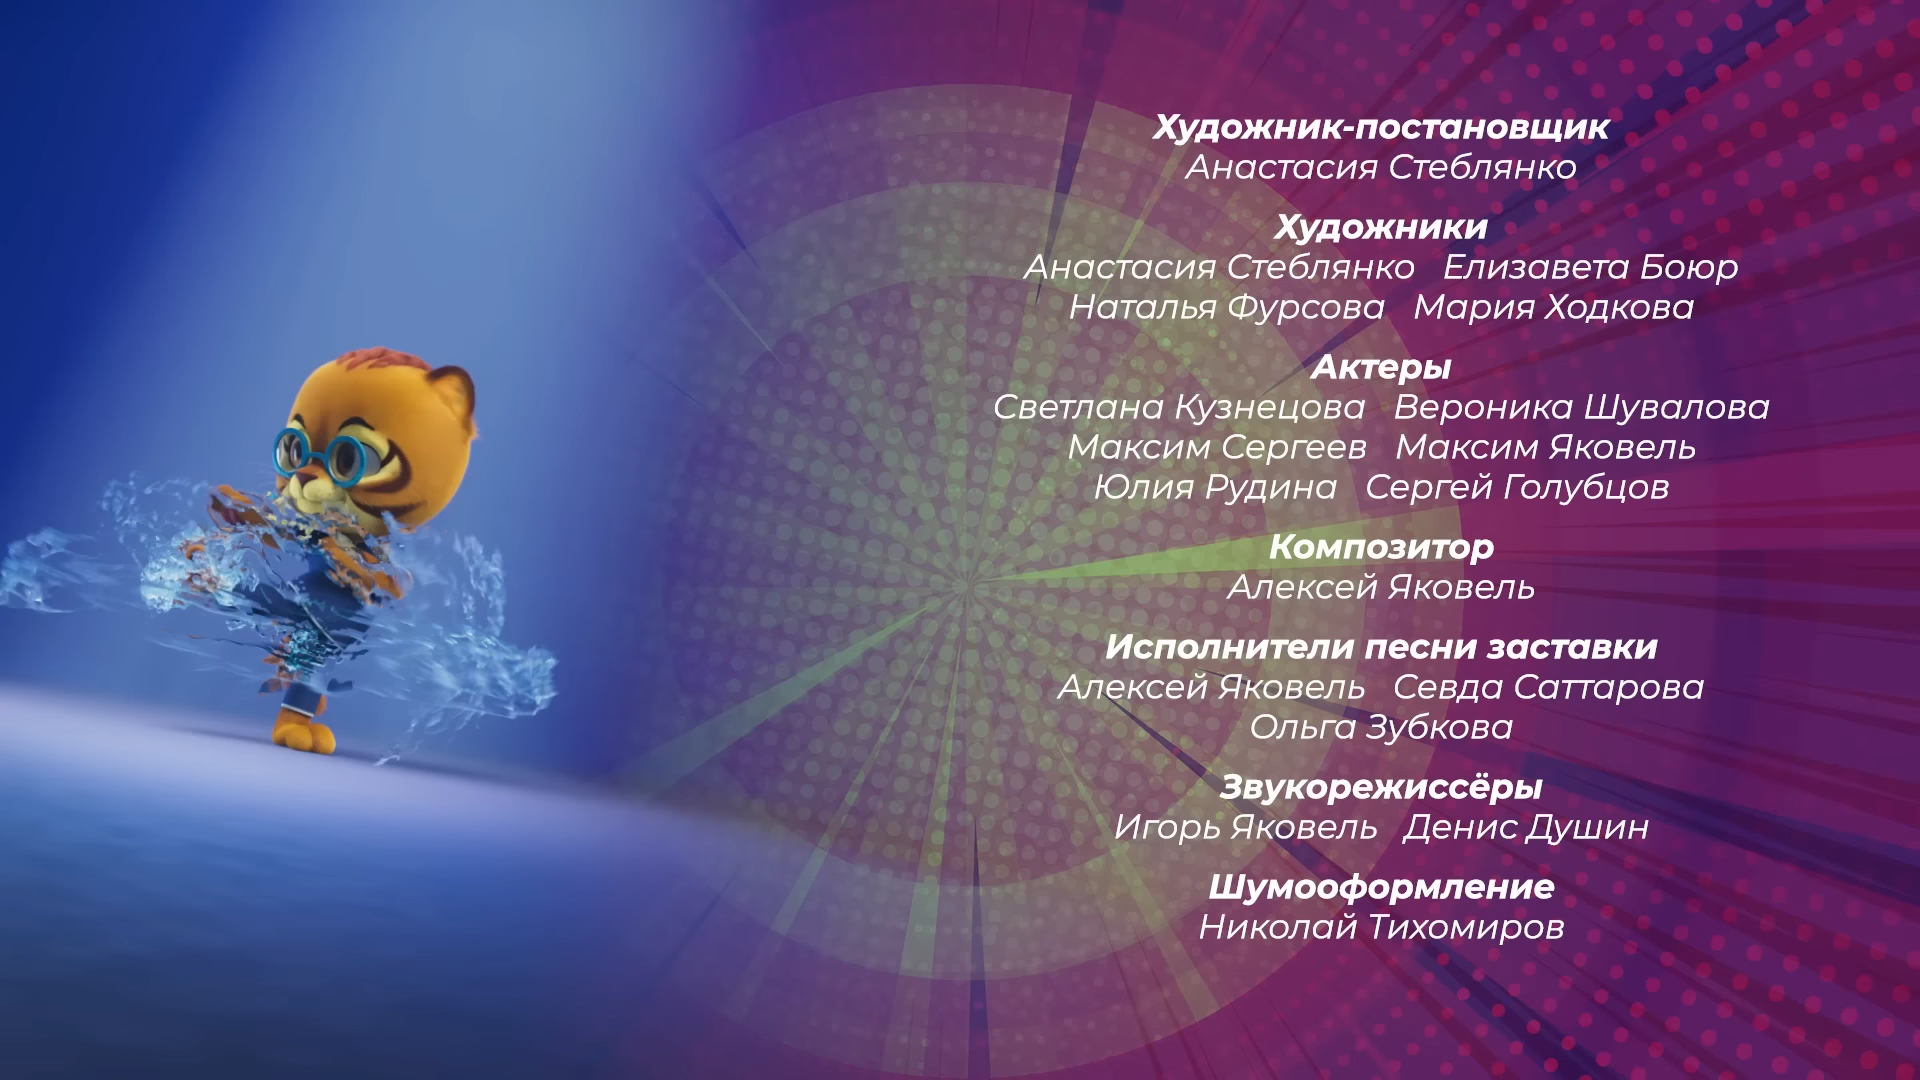 Художник-постановщик
Анастасия Стеблянко
Художники
Анастасия Стеблянко Елизавета Боюр
Наталья Фурсова Мария Ходкова
Актеры
Светлана Кузнецова Вероника Шувалова
Максим Сергеев Максим Яковель
Юлия Рудина Сергей Голубцов
Композитор
Алексей Яковель
Исполнители песни заставки
Алексей Яковель Севда Саттарова
Ольга Зубкова
Звукорежиссёры
Игорь Яковель Денис Душин
Шумооформление
Николай Тихомиров